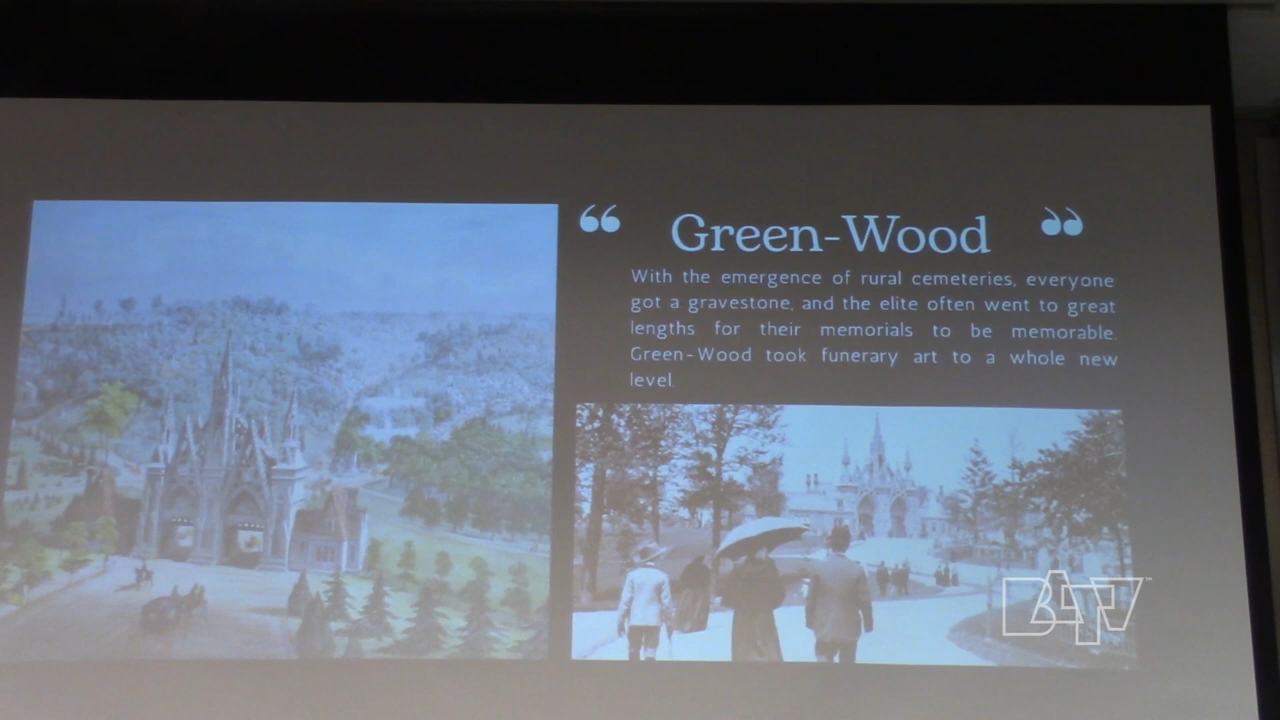 “ Green-Wood ”
With the emergence of rural cemeteries, everyone
got a gravestone, and the elite often went to great
lengths for their memorials to be memorable.
Green-Wood took funerary art to a whole new
level.
BATV™